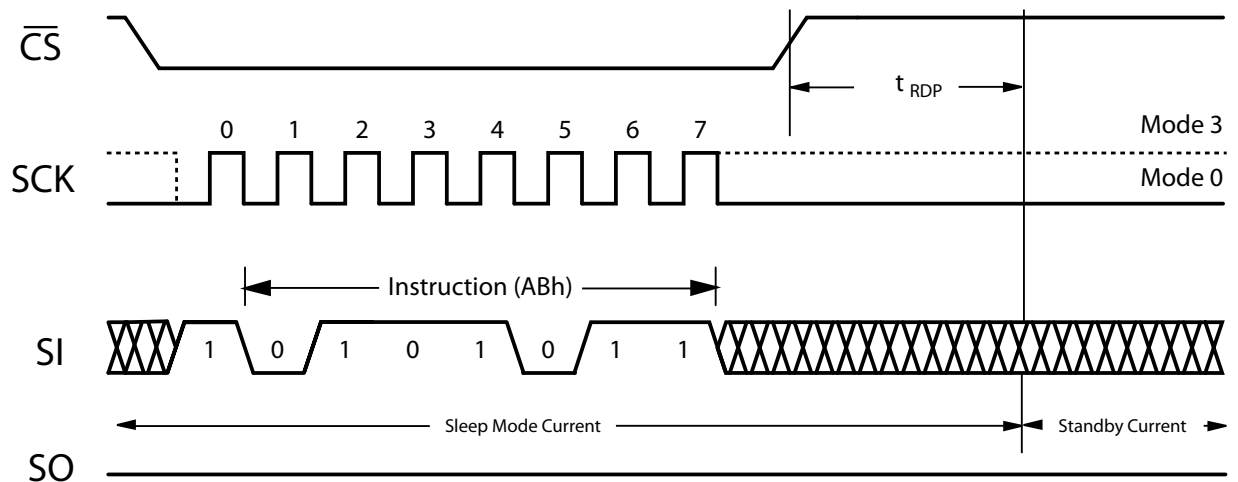 CS
t RDP
0 1 2 3 4 5 6 7
Mode 3
SCK
Mode 0
Instruction (ABh)
SI
1 0 1 0 1 0 1 1
Sleep Mode Current
Standby Current
SO